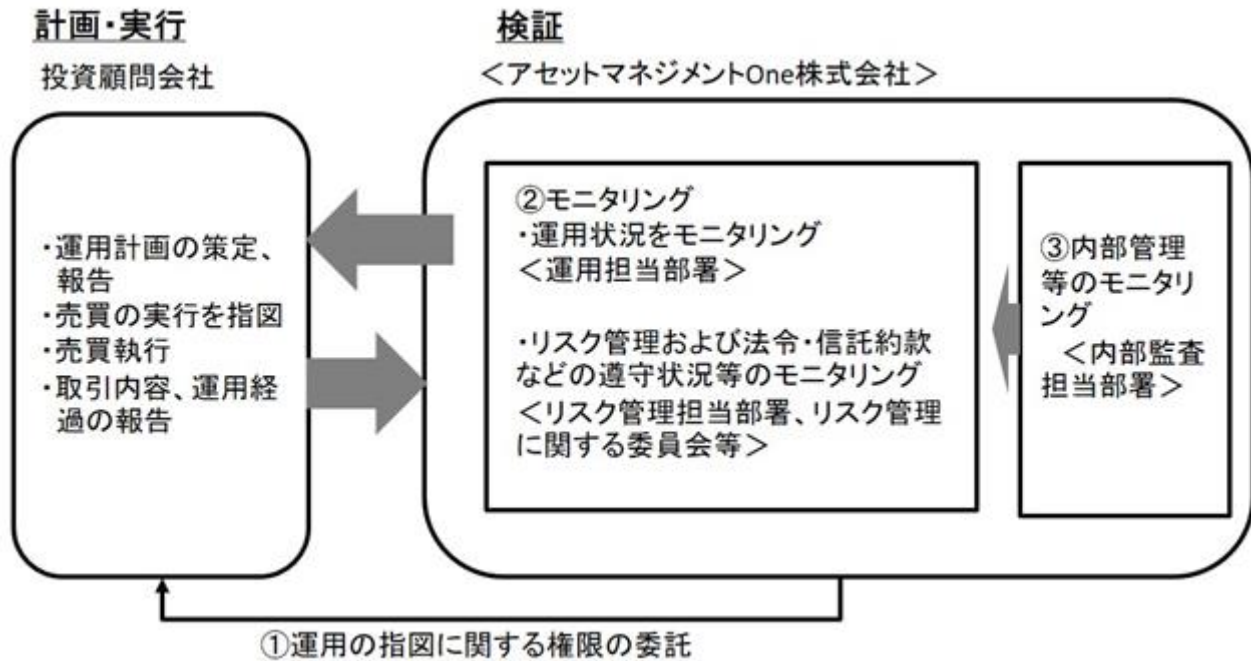 計画・実行
投資顧問会社
・運用計画の策定、
報告
・売買の実行を指図
・売買執行
・取引内容、運用経
過の報告
検証
＜アセットマネジメントOne株式会社＞
②モニタリング
・運用状況をモニタリング
＜運用担当部署＞
・リスク管理および法令・信託約款
などの遵守状況等のモニタリング
＜リスク管理担当部署、リスク管理
に関する委員会等＞
③内部管理
等のモニタリ
ング
＜内部監査
担当部署＞
①運用の指図に関する権限の委託